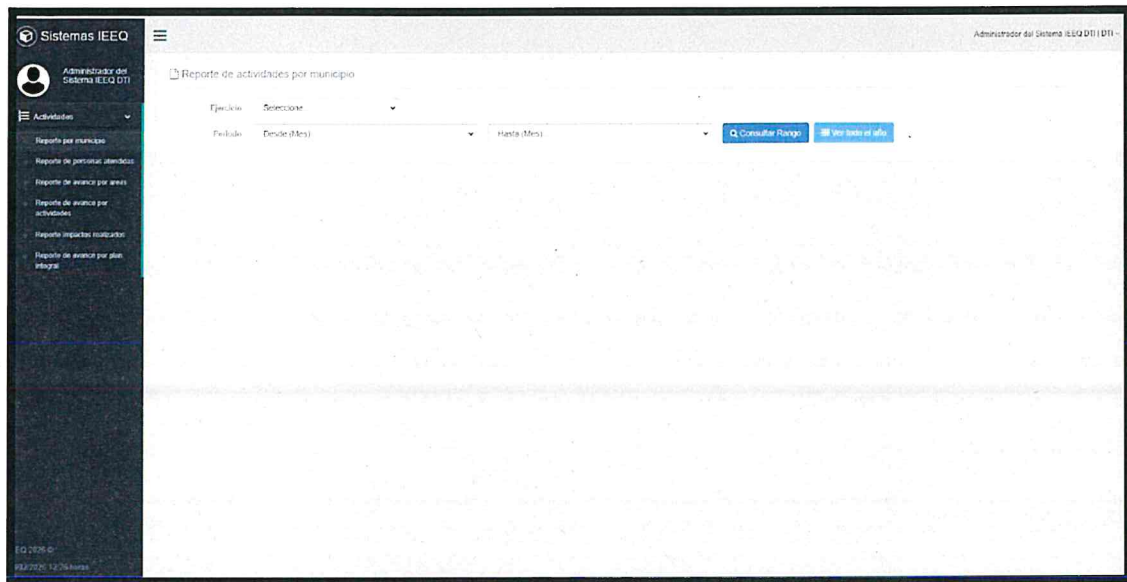 Sistemas IEEQ
Administrador del Sistema IEEQ DTI | DTI
Administrador del
Sistema IEEQ DTI
Actividades
Reporte por municipio
Reporte de personas atendidas
Reporte de avance por areas
Reporte de avance por
actividades
Reporte impactos realizados
Reporte de avance por plan
integral
Reporte de actividades por municipio
Ejercicio Seleccione
Periodo Desde (Mes) Hasta (Mes) Consultar Rango Ver todo el año